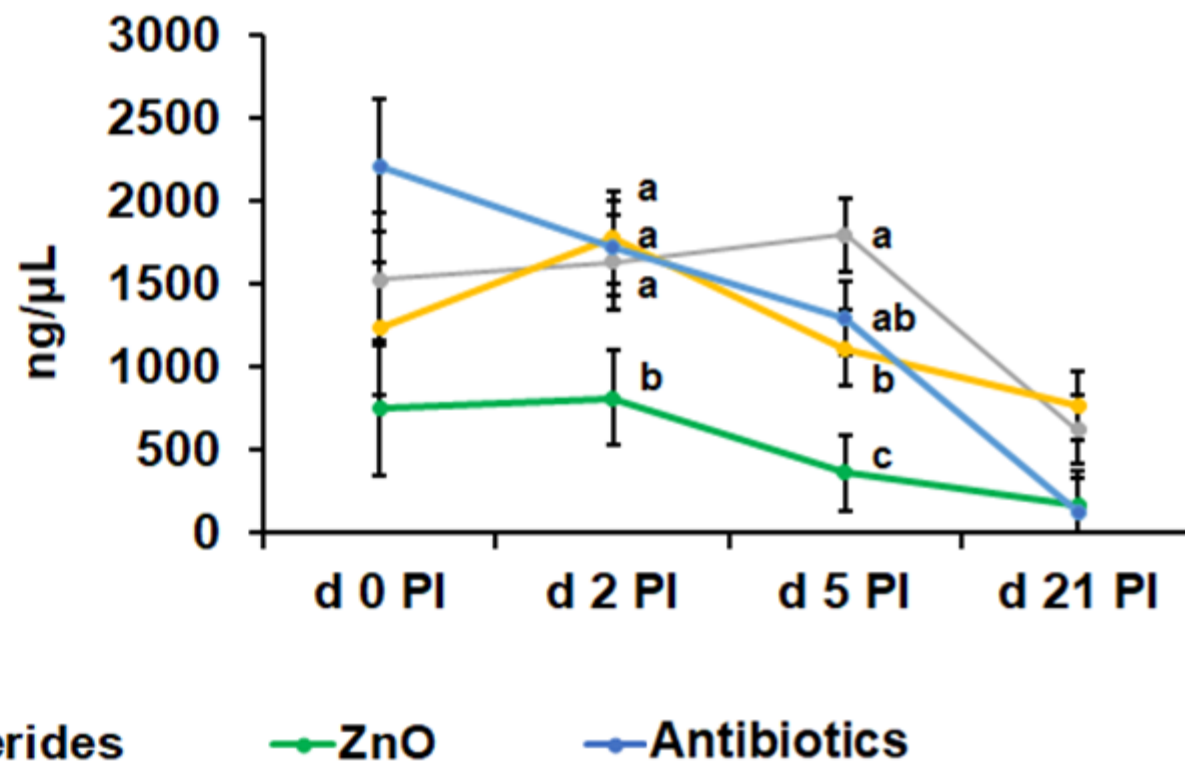 3000
2500
2000
1500
1000
500
0
ng/µL
a
a
a
b
a
ab
b
c
d 0 PI
d 2 PI
d 5 PI
d 21 PI
erides
ZnO
Antibiotics